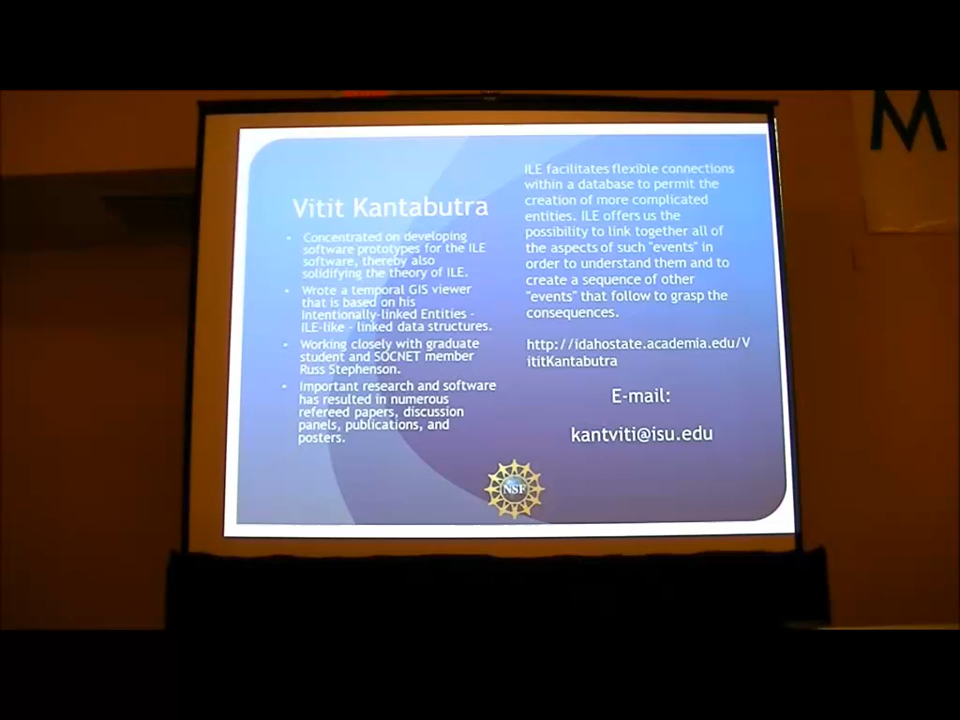 M
Vitit Kantabutra
• Concentrated on developing
software prototypes for the ILE
software, thereby also
solidifying the theory of ILE.
• Wrote a temporal GIS viewer
that is based on his
Intentionally-linked Entities -
ILE-like - linked data structures.
• Working closely with graduate
student and SOCNET member
Russ Stephenson.
• Important research and software
has resulted in numerous
refereed papers, discussion
panels, publications, and
posters.
ILE facilitates flexible connections
within a database to permit the
creation of more complicated
entities. ILE offers us the
possibility to link together all of
the aspects of such "events" in
order to understand them and to
create a sequence of other
"events" that follow to grasp the
consequences.
http://idahostate.academia.edu/V
ititKantabutra
E-mail:
kantviti@isu.edu
NSF